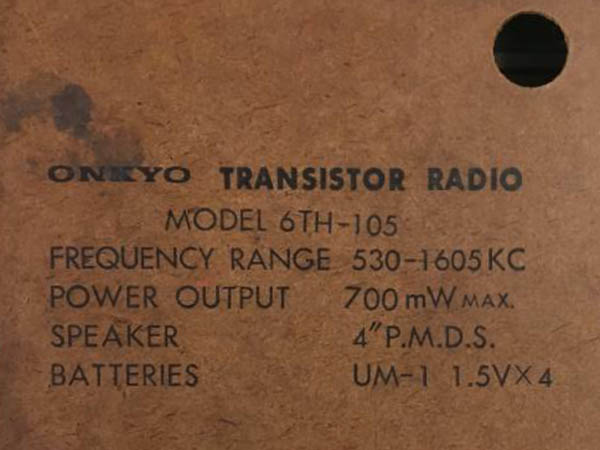 ONKYO TRANSISTOR RADIO
MODEL 6TH-105
FREQUENCY RANGE 530-1605KC
POWER OUTPUT 700mW MAX.
SPEAKER 4″P.M.D.S.
BATTERIES UM-1 1.5V×4